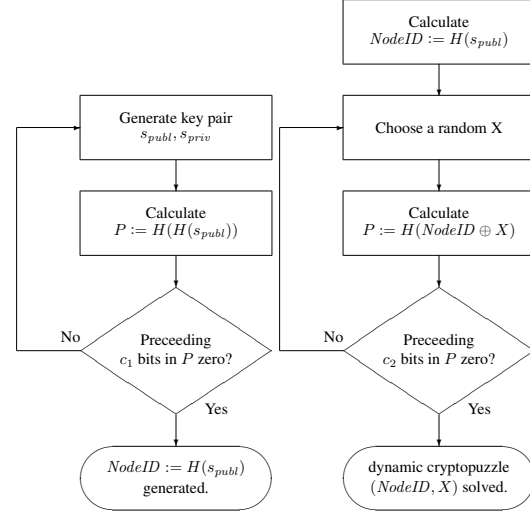 Generate key pair
s_publ, s_priv
Calculate
P := H(H(s_publ))
Preceeding
c_1 bits in P zero?
No
Yes
NodeID := H(s_publ)
generated.
Calculate
NodeID := H(s_publ)
Choose a random X
Calculate
P := H(NodeID ⊕ X)
Preceeding
c_2 bits in P zero?
No
Yes
dynamic cryptopuzzle
(NodeID, X) solved.